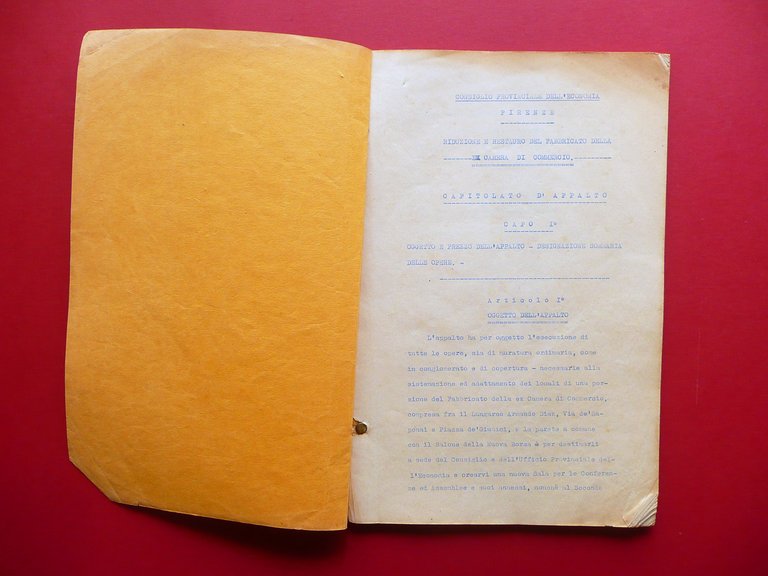 CONSIGLIO PROVINCIALE DELL'ECONOMIA
FIRENZE
RIDUZIONE E RESTAURO DEL FABBRICATO DELLA
EX CAMERA DI COMMERCIO.
CAPITOLATO D'APPALTO
CAPO I°
OGGETTO E PREZZO DELL'APPALTO - DESIGNAZIONE SOMMARIA
DELLE OPERE. -
Articolo I°
OGGETTO DELL'APPALTO
L'appalto ha per oggetto l'esecuzione di
tutte le opere, sia di muratura ordinaria, come
in conglomerato e di copertura - necessarie alla
sistemazione ed adattamento dei locali di una por-
zione del Fabbricato della ex Camera di Commercio,
compresa fra il Lungarno Armando Diaz, Via de'Sa-
ponai e Piazza de'Giudici, e la parete a comune
con il Salone della Nuova Borsa e per destinarli
a sede del Consiglio e dell'Ufficio Provinciale del-
l'Economia e crearvi una nuova Sala per le Conferen-
ze ed Assemblee e suoi annessi, nonchè al Secondo